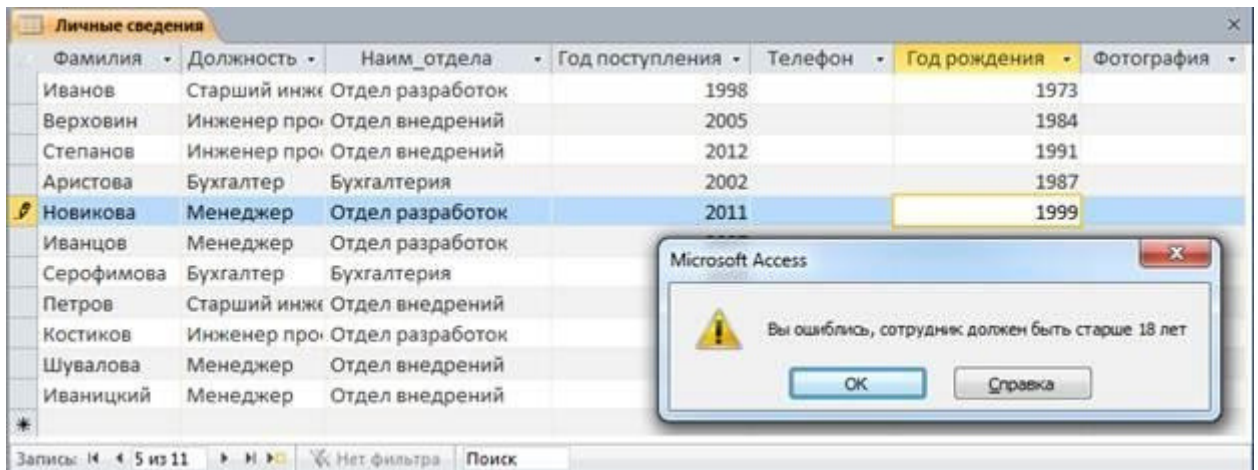 Личные сведения
Фамилия Должность Наим_отдела Год поступления Телефон Год рождения Фотография
Иванов Старший инже Отдел разработок 1998 1973
Верховин Инженер про Отдел внедрений 2005 1984
Степанов Инженер про Отдел внедрений 2012 1991
Аристова Бухгалтер Бухгалтерия 2002 1987
Новикова Менеджер Отдел разработок 2011 1999
Иванцов Менеджер Отдел разработок
Серофимова Бухгалтер Бухгалтерия
Петров Старший инже Отдел внедрений
Костиков Инженер про Отдел разработок
Шувалова Менеджер Отдел внедрений
Иваницкий Менеджер Отдел внедрений
Microsoft Access
Вы ошиблись, сотрудник должен быть старше 18 лет
ОК Справка
Запись: 5 из 11 Нет фильтра Поиск